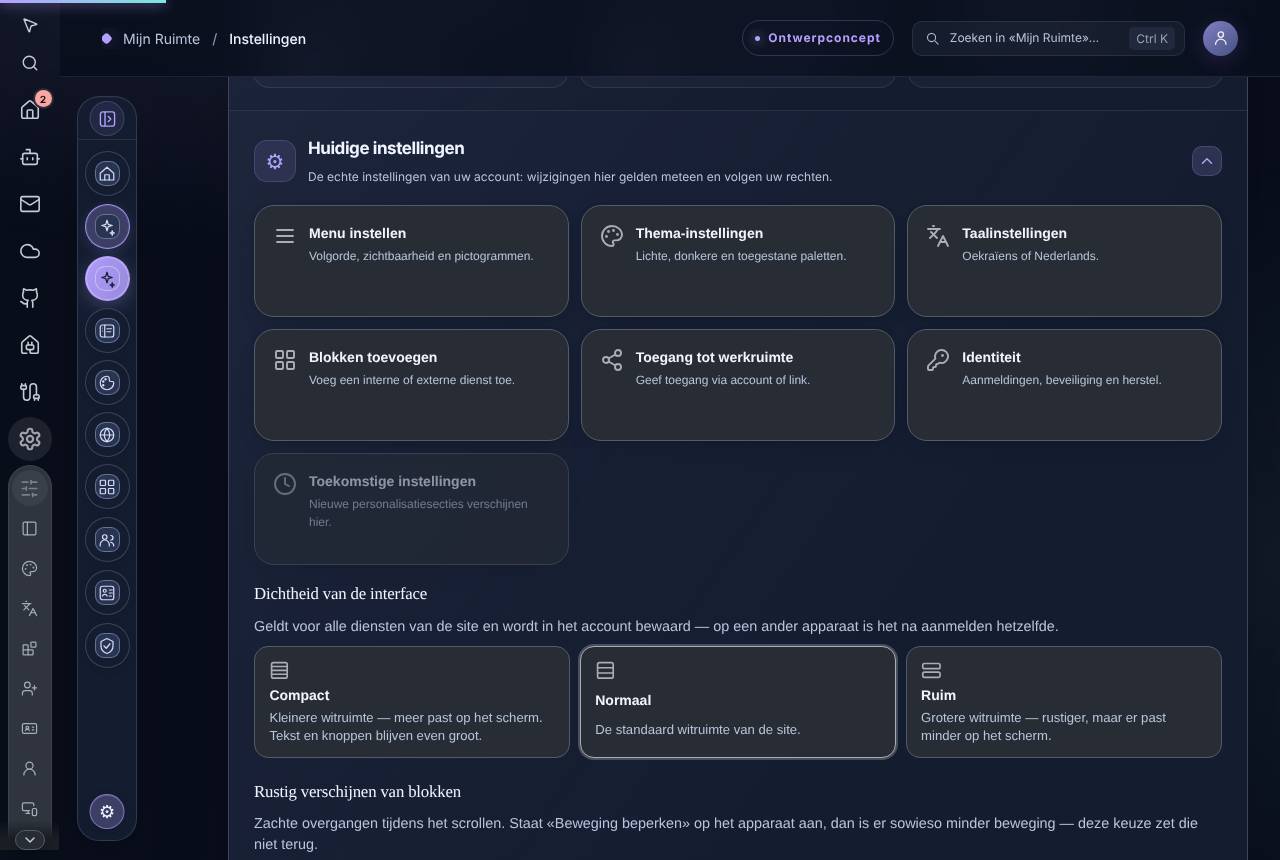 Mijn Ruimte / Instellingen
Ontwerpconcept
Zoeken in «Mijn Ruimte»...
Ctrl K
2
Huidige instellingen
De echte instellingen van uw account: wijzigingen hier gelden meteen en volgen uw rechten.
Menu instellen
Volgorde, zichtbaarheid en pictogrammen.
Thema-instellingen
Lichte, donkere en toegestane paletten.
Taalinstellingen
Oekraïens of Nederlands.
Blokken toevoegen
Voeg een interne of externe dienst toe.
Toegang tot werkruimte
Geef toegang via account of link.
Identiteit
Aanmeldingen, beveiliging en herstel.
Toekomstige instellingen
Nieuwe personalisatiesecties verschijnen
hier.
Dichtheid van de interface
Geldt voor alle diensten van de site en wordt in het account bewaard — op een ander apparaat is het na aanmelden hetzelfde.
Compact
Kleinere witruimte — meer past op het scherm.
Tekst en knoppen blijven even groot.
Normaal
De standaard witruimte van de site.
Ruim
Grotere witruimte — rustiger, maar er past
minder op het scherm.
Rustig verschijnen van blokken
Zachte overgangen tijdens het scrollen. Staat «Beweging beperken» op het apparaat aan, dan is er sowieso minder beweging — deze keuze zet die
niet terug.